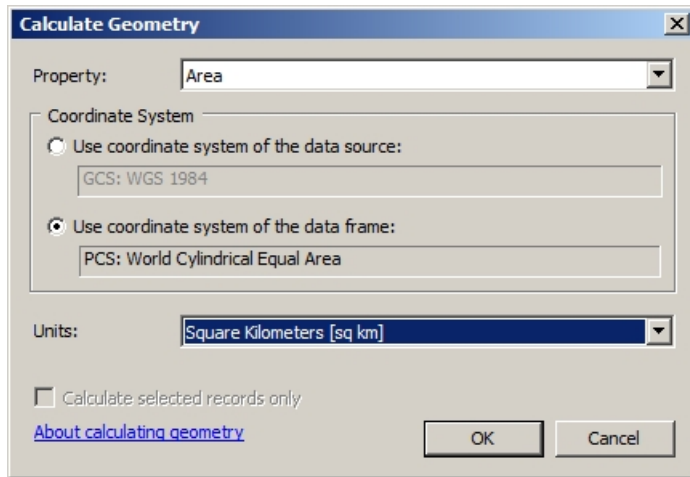 Calculate Geometry
Property: Area
Coordinate System
Use coordinate system of the data source:
GCS: WGS 1984
Use coordinate system of the data frame:
PCS: World Cylindrical Equal Area
Units: Square Kilometers [sq km]
Calculate selected records only
About calculating geometry OK Cancel